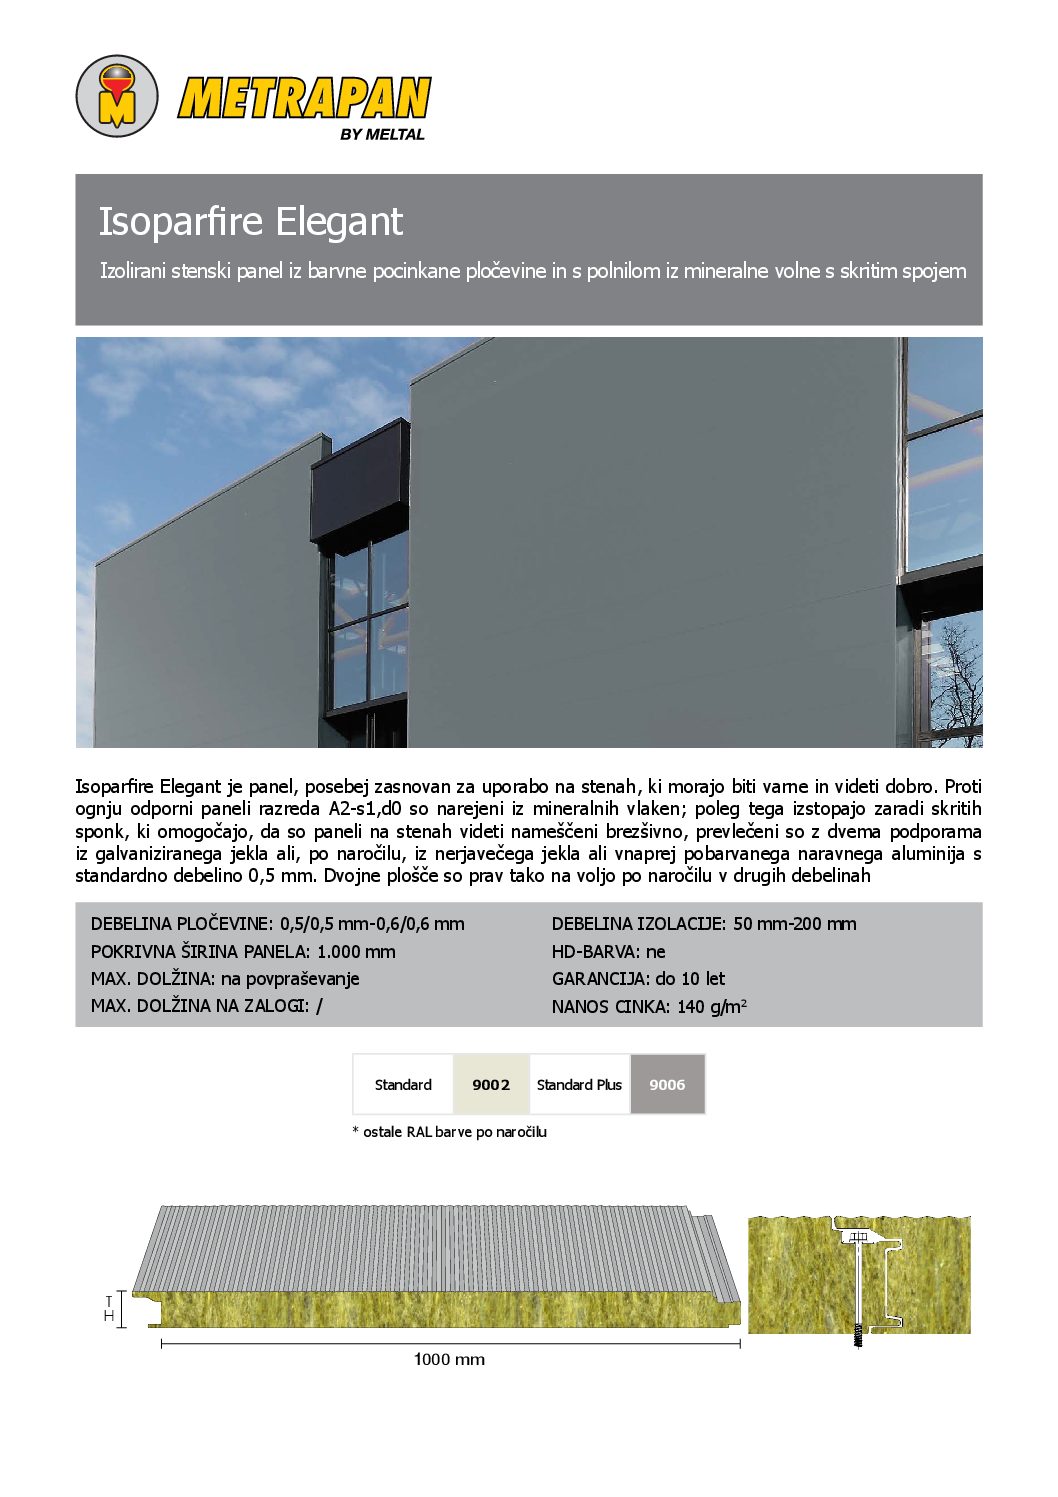 METRAPAN
BY MELTAL
Isoparfire Elegant
Izolirani stenski panel iz barvne pocinkane pločevine in s polnilom iz mineralne volne s skritim spojem
Isoparfire Elegant je panel, posebej zasnovan za uporabo na stenah, ki morajo biti varne in videti dobro. Proti
ognju odporni paneli razreda A2-s1,d0 so narejeni iz mineralnih vlaken; poleg tega izstopajo zaradi skritih
sponk, ki omogočajo, da so paneli na stenah videti nameščeni brezšivno, prevlečeni so z dvema podporama
iz galvaniziranega jekla ali, po naročilu, iz nerjavečega jekla ali vnaprej pobarvanega naravnega aluminija s
standardno debelino 0,5 mm. Dvojne plošče so prav tako na voljo po naročilu v drugih debelinah
DEBELINA PLOČEVINE: 0,5/0,5 mm-0,6/0,6 mm
POKRIVNA ŠIRINA PANELA: 1.000 mm
MAX. DOLŽINA: na povpraševanje
MAX. DOLŽINA NA ZALOGI: /
DEBELINA IZOLACIJE: 50 mm-200 mm
HD-BARVA: ne
GARANCIJA: do 10 let
NANOS CINKA: 140 g/m²
Standard 9002 Standard Plus 9006
* ostale RAL barve po naročilu
T
H
1000 mm